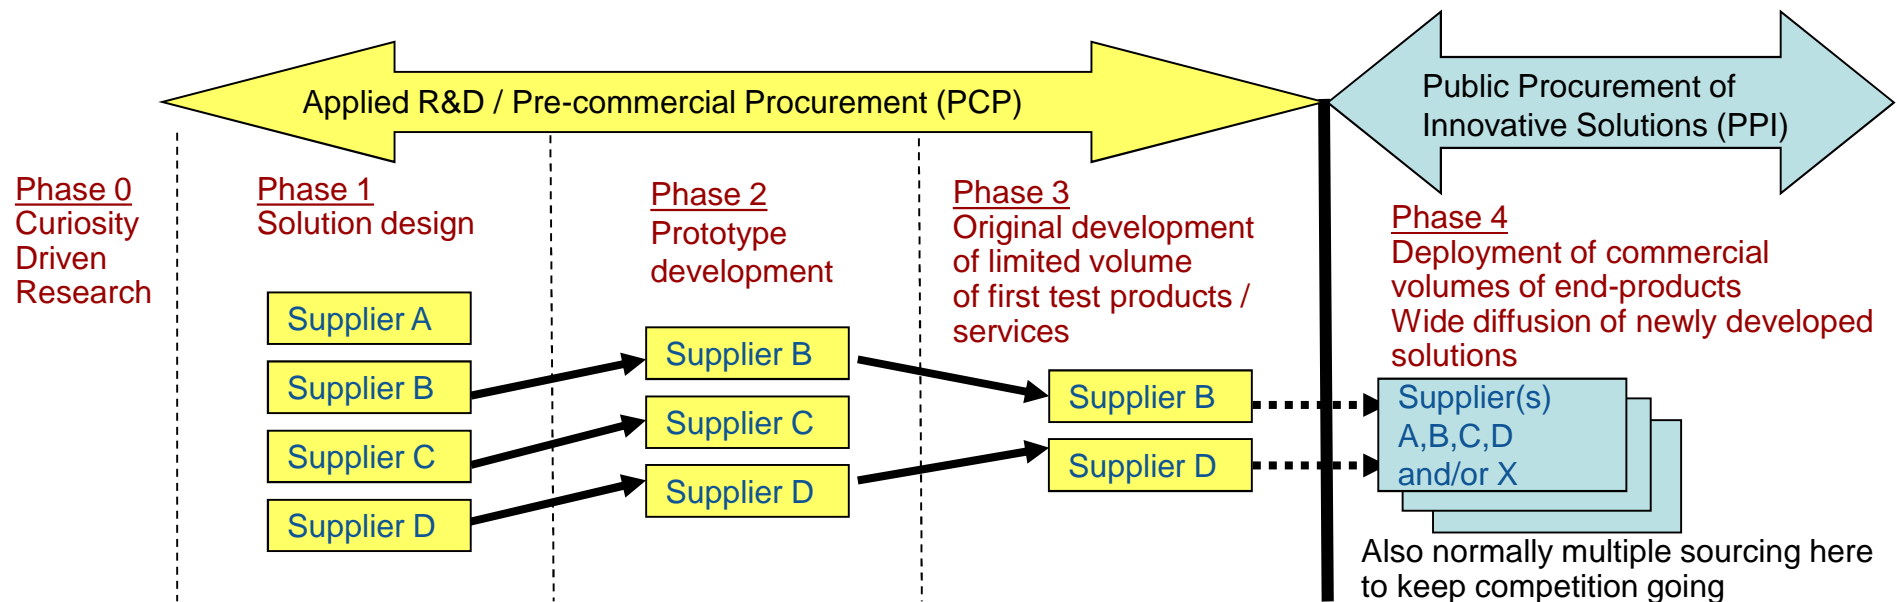 Applied R&D / Pre-commercial Procurement (PCP)
Public Procurement of
Innovative Solutions (PPI)
Phase 0
Curiosity
Driven
Research
Phase 1
Solution design
Supplier A
Supplier B
Supplier C
Supplier D
Phase 2
Prototype
development
Supplier B
Supplier C
Supplier D
Phase 3
Original development
of limited volume
of first test products /
services
Supplier B
Supplier D
Phase 4
Deployment of commercial
volumes of end-products
Wide diffusion of newly developed
solutions
Supplier(s)
A,B,C,D
and/or X
Also normally multiple sourcing here
to keep competition going